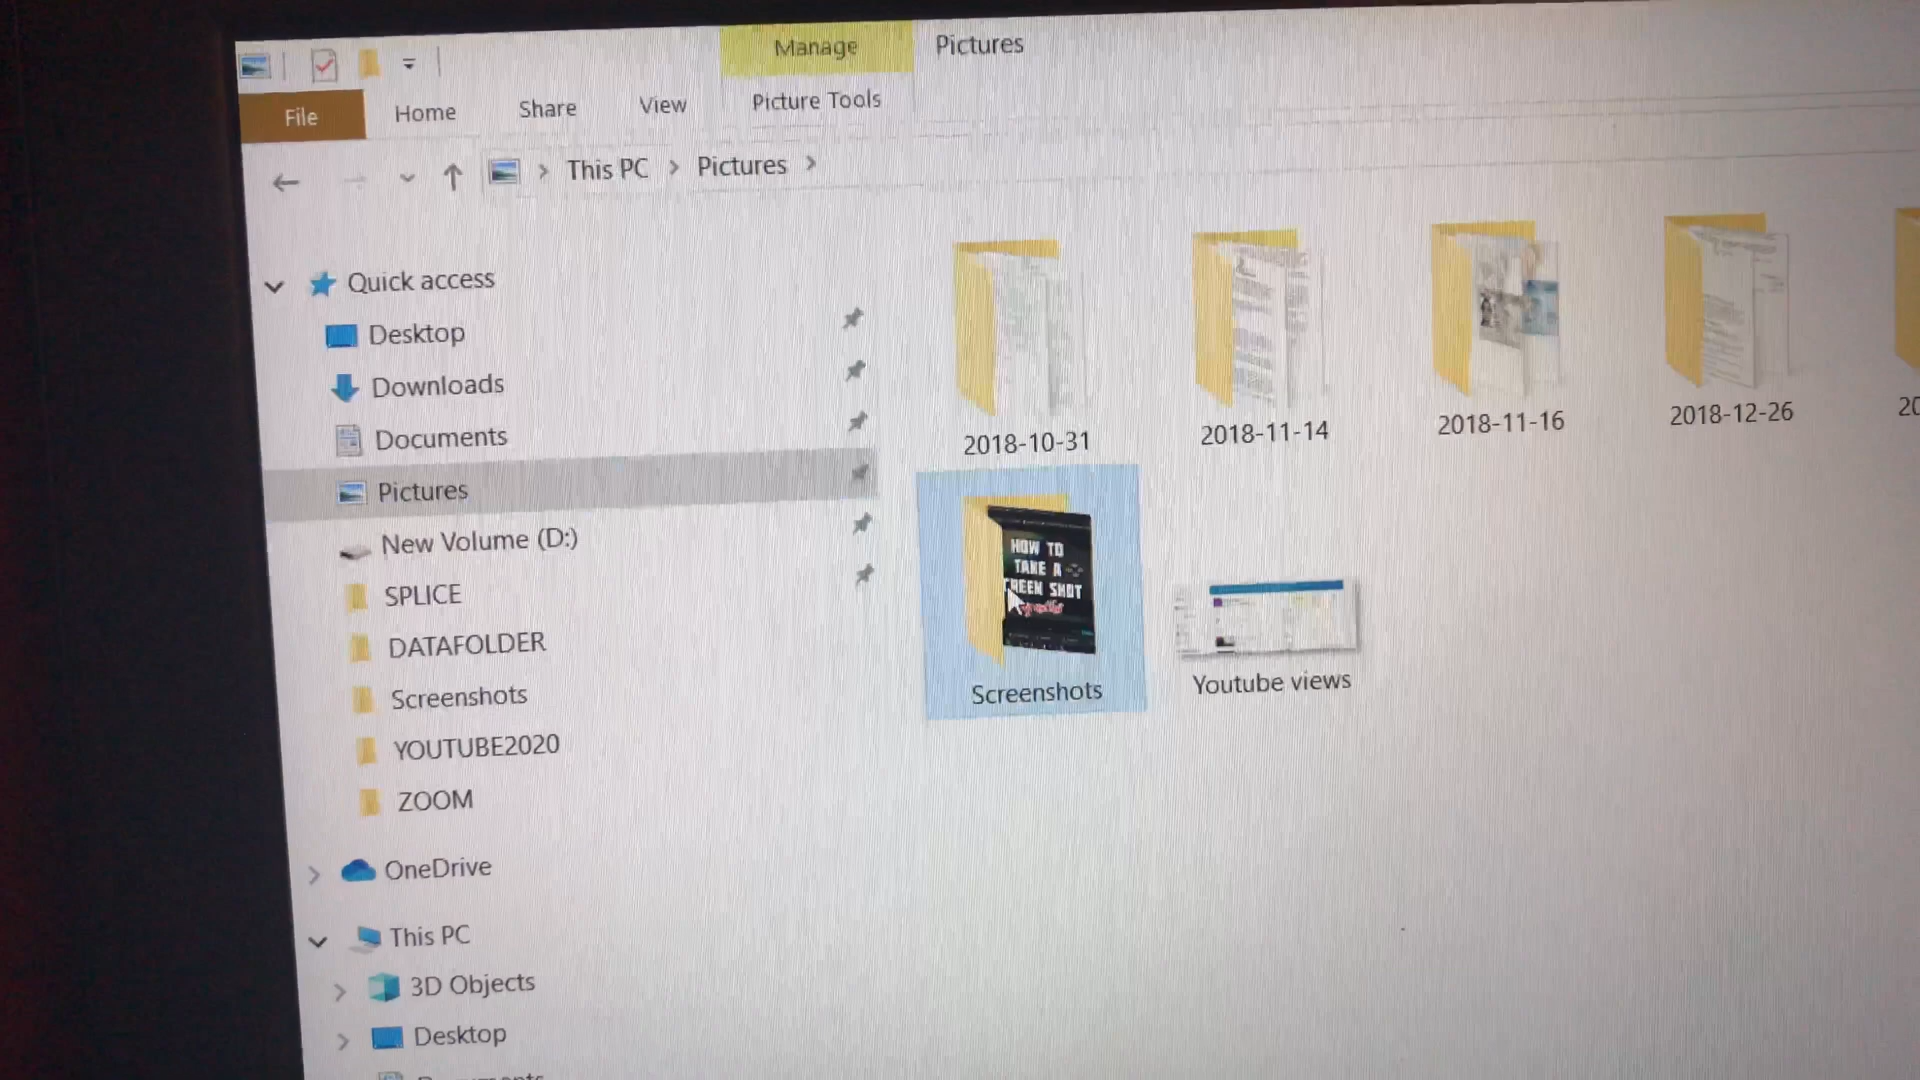 Manage
Pictures
File
Home
Share
View
Picture Tools
This PC
Pictures
Quick access
Desktop
Downloads
Documents
Pictures
New Volume (D:)
SPLICE
DATAFOLDER
Screenshots
YOUTUBE2020
ZOOM
OneDrive
This PC
3D Objects
Desktop
2018-10-31
2018-11-14
2018-11-16
2018-12-26
HOW TO
TAKE A
REEN SHOT
Screenshots
Youtube views